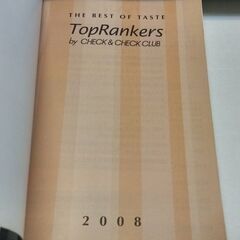 THE BEST OF TASTE
TopRankers
by CHECK & CHECK CLUB
2008